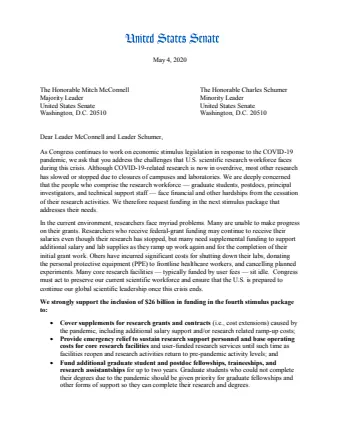 United States Senate
May 4, 2020
The Honorable Mitch McConnell The Honorable Charles Schumer
Majority Leader Minority Leader
United States Senate United States Senate
Washington, D.C. 20510 Washington, D.C. 20510
Dear Leader McConnell and Leader Schumer,
As Congress continues to work on economic stimulus legislation in response to the COVID-19
pandemic, we ask that you address the challenges that U.S. scientific research workforce faces
during this crisis. Although COVID-19-related research is now in overdrive, most other research
has slowed or stopped due to closures of campuses and laboratories. We are deeply concerned
that the people who comprise the research workforce — graduate students, postdocs, principal
investigators, and technical support staff — face financial and other hardships from the cessation
of their research activities. We therefore request funding in the next stimulus package that
addresses their needs.
In the current environment, researchers face myriad problems. Many are unable to make progress
on their grants. Researchers who receive federal-grant funding may continue to receive their
salaries even though their research has stopped, but many need supplemental funding to support
additional salary and lab supplies as they ramp up work again and for the completion of their
initial grant work. Others have incurred significant costs for shutting down their labs, donating
the personal protective equipment (PPE) to frontline healthcare workers, and cancelling planned
experiments. Many core research facilities — typically funded by user fees — sit idle. Congress
must act to preserve our current scientific workforce and ensure that the U.S. is prepared to
continue our global scientific leadership once this crisis ends.
We strongly support the inclusion of $26 billion in funding in the fourth stimulus package
to:
• Cover supplements for research grants and contracts (i.e., cost extensions) caused by
the pandemic, including additional salary support and/or research related ramp-up costs;
• Provide emergency relief to sustain research support personnel and base operating
costs for core research facilities and user-funded research services until such time as
facilities reopen and research activities return to pre-pandemic activity levels; and
• Fund additional graduate student and postdoc fellowships, traineeships, and
research assistantships for up to two years. Graduate students who could not complete
their degrees due to the pandemic should be given priority for graduate fellowships and
other forms of support so they can complete their research and degrees.